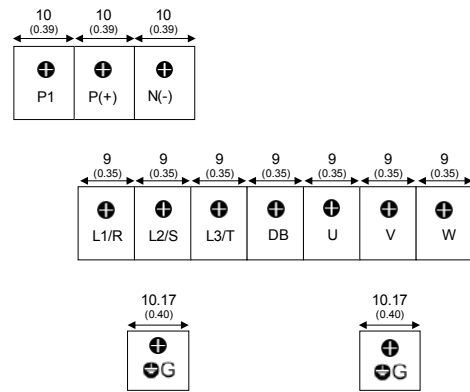 10 10 10
(0.39) (0.39) (0.39)
P1 P(+) N(-)
9 9 9 9 9 9 9
(0.35) (0.35) (0.35) (0.35) (0.35) (0.35) (0.35)
L1/R L2/S L3/T DB U V W
10.17 10.17
(0.40) (0.40)
G G